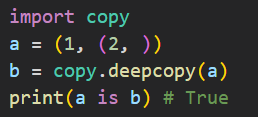 import copy
a = (1, (2, ))
b = copy.deepcopy(a)
print(a is b) # True